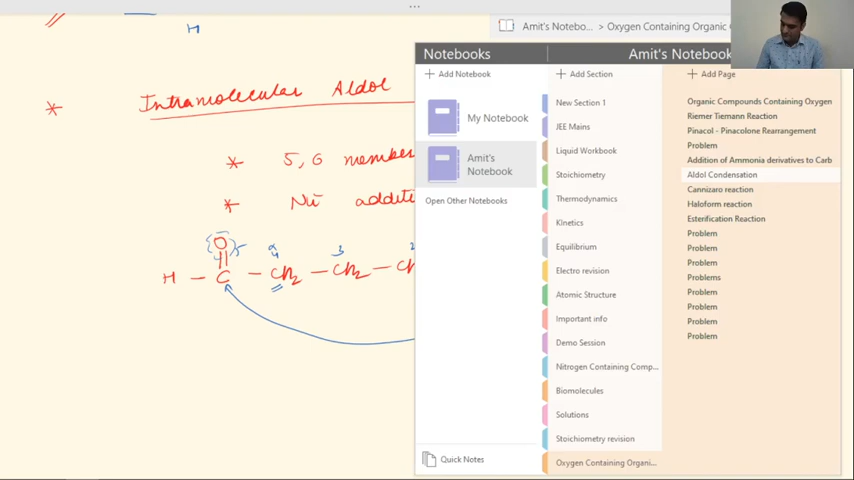 H
Amit's Notebo... > Oxygen Containing Organic C
Notebooks
Amit's Notebook
+ Add Notebook
+ Add Section
+ Add Page
My Notebook
Amit's
Notebook
Open Other Notebooks
Quick Notes
New Section 1
JEE Mains
Liquid Workbook
Stoichiometry
Thermodynamics
KInetics
Equilibrium
Electro revision
Atomic Structure
Important info
Demo Session
Nitrogen Containing Comp...
Biomolecules
Solutions
Stoichiometry revision
Oxygen Containing Organi...
Organic Compounds Containing Oxygen
Riemer Tiemann Reaction
Pinacol - Pinacolone Rearrangement
Problem
Addition of Ammonia derivatives to Carb
Aldol Condensation
Cannizaro reaction
Haloform reaction
Esterification Reaction
Problem
Problem
Problem
Problems
Problem
Problem
Problem
Problem
* Intramolecular Aldol
* 5, 6 member
* Nu additi
O 5
α 4 3 2
H - C - CH2 - CH2 - CH